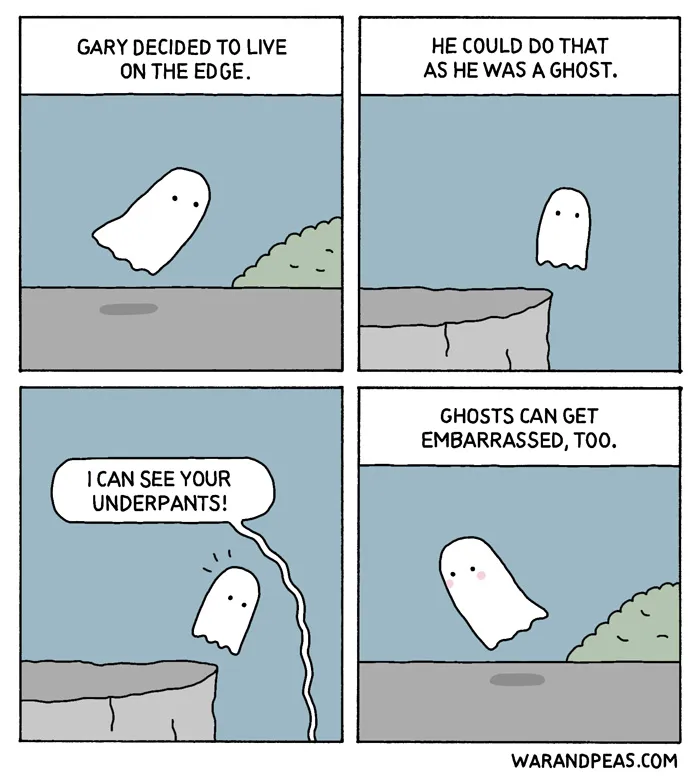 GARY DECIDED TO LIVE
ON THE EDGE.
HE COULD DO THAT
AS HE WAS A GHOST.
I CAN SEE YOUR
UNDERPANTS!
GHOSTS CAN GET
EMBARRASSED, TOO.
WARANDPEAS.COM